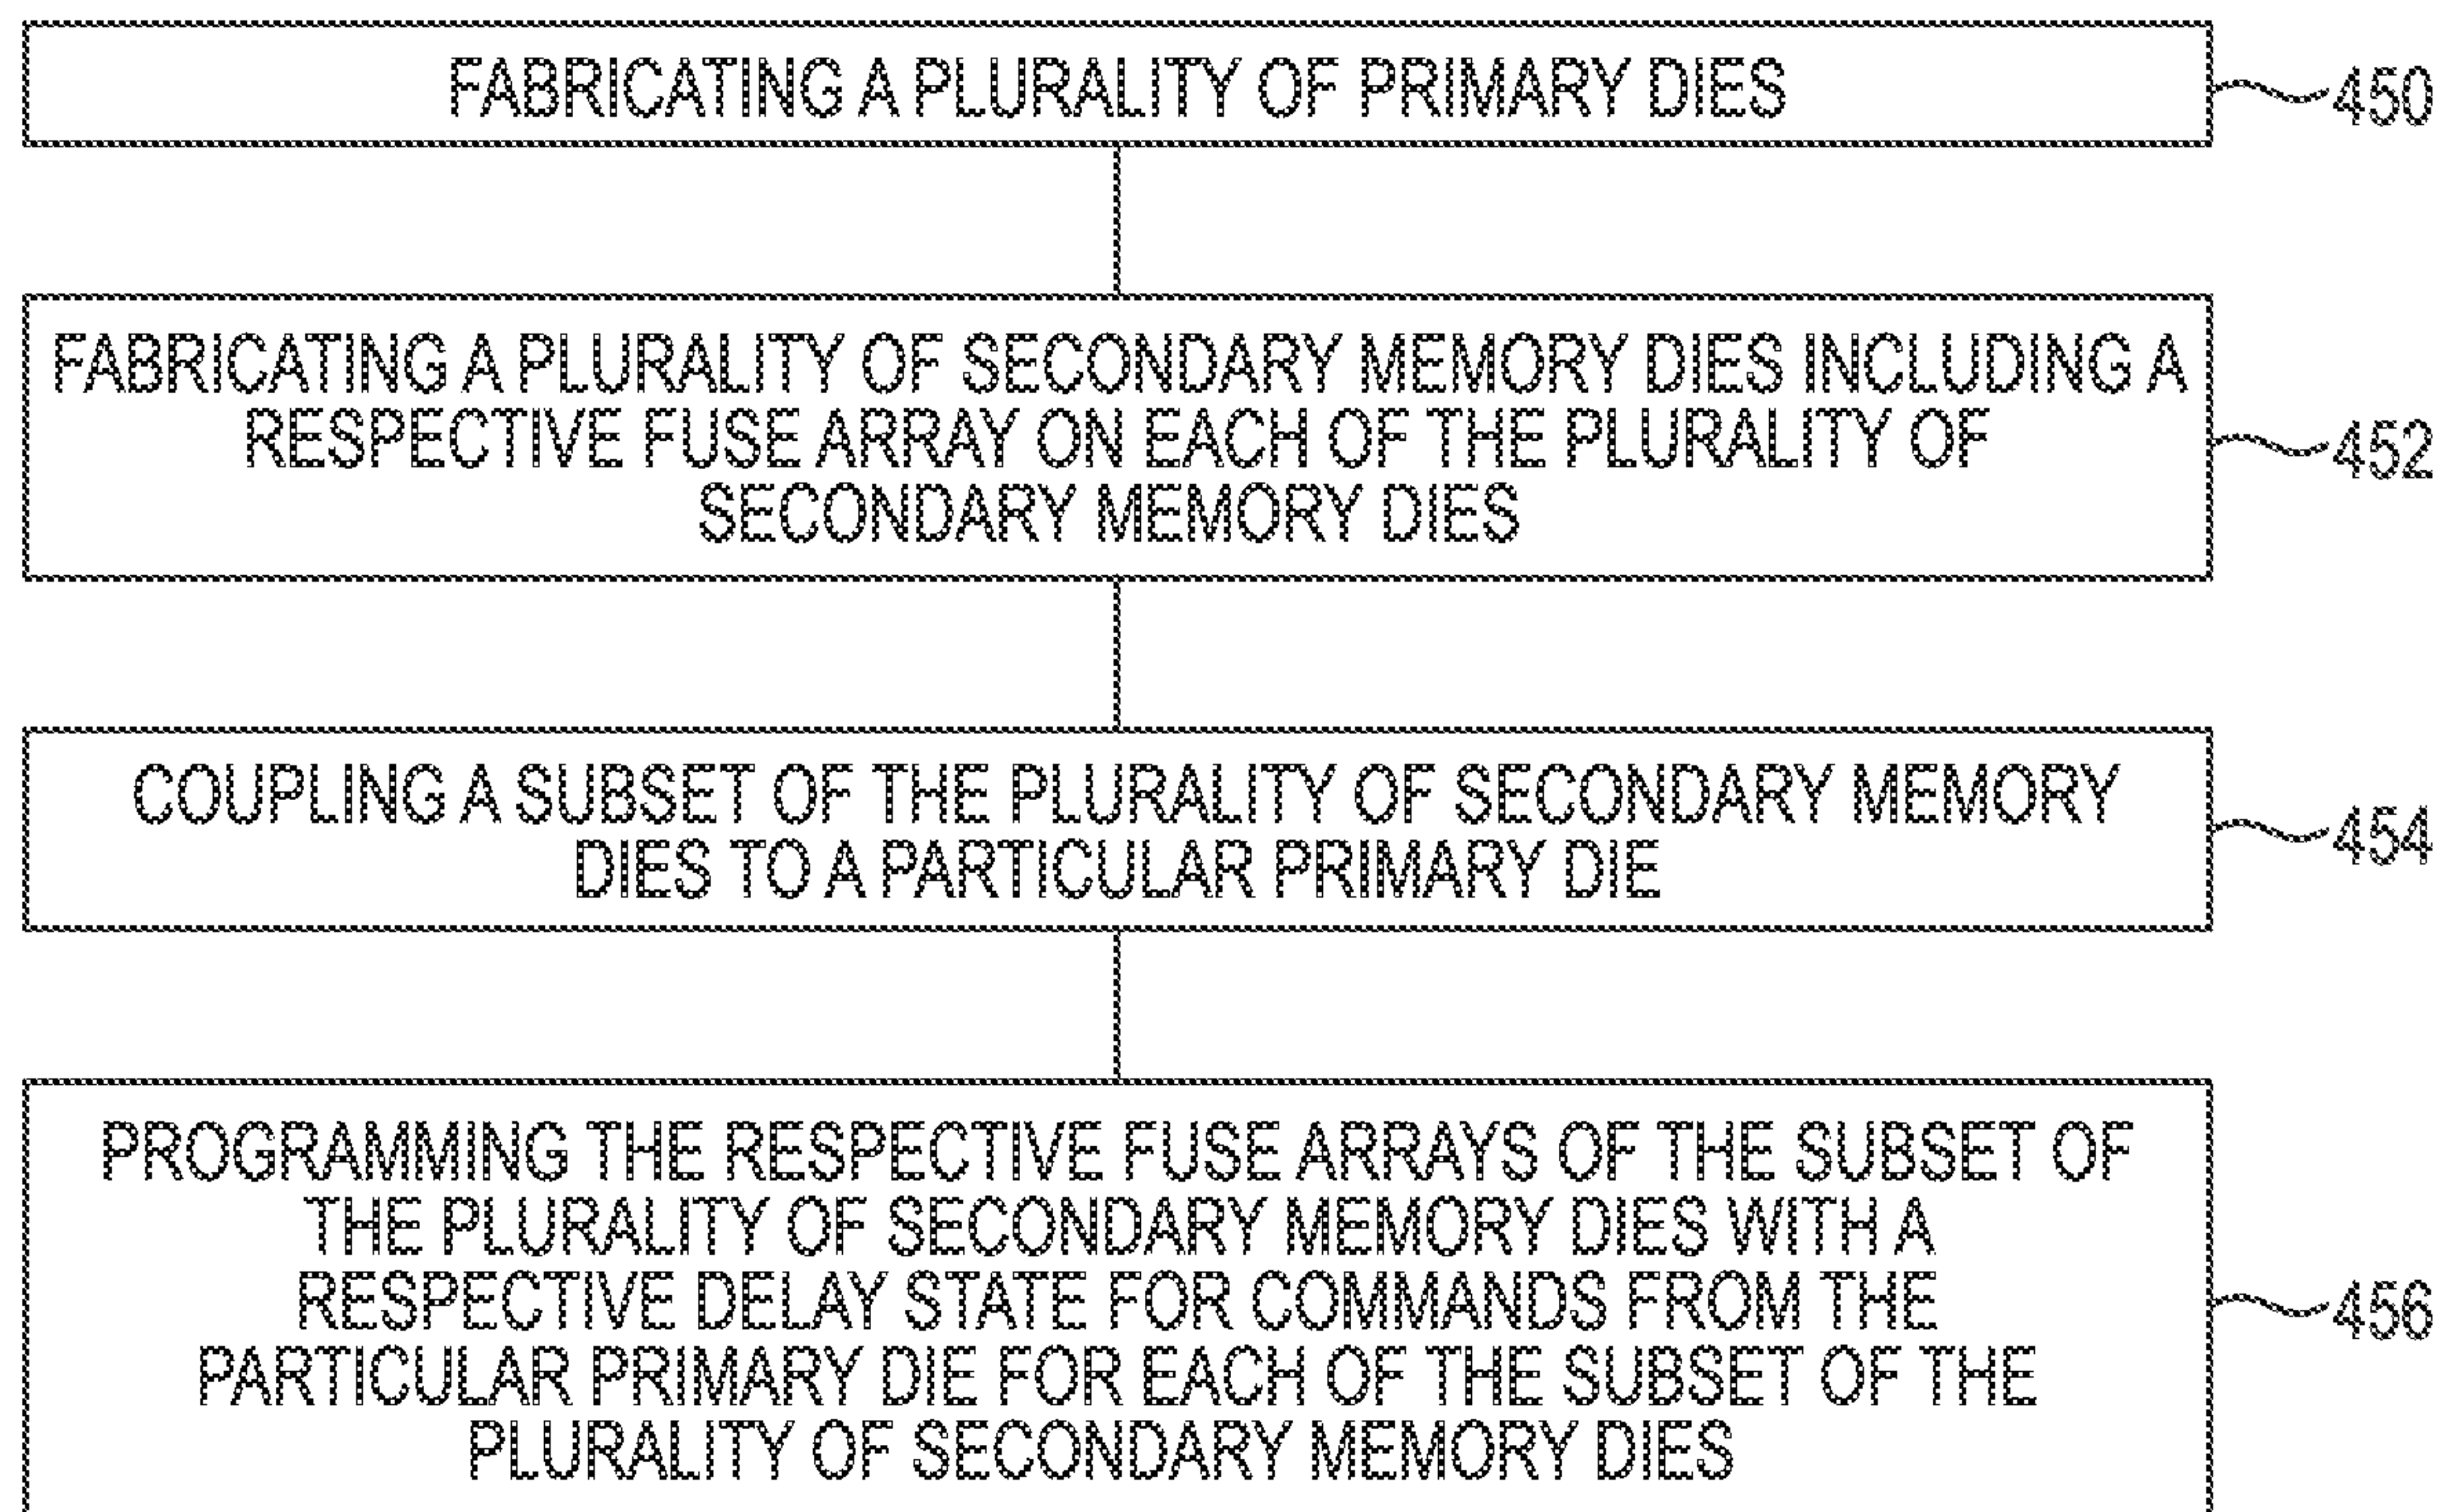 FABRICATING A PLURALITY OF PRIMARY DIES
450
FABRICATING A PLURALITY OF SECONDARY MEMORY DIES INCLUDING A
RESPECTIVE FUSE ARRAY ON EACH OF THE PLURALITY OF
SECONDARY MEMORY DIES
452
COUPLING A SUBSET OF THE PLURALITY OF SECONDARY MEMORY
DIES TO A PARTICULAR PRIMARY DIE
454
PROGRAMMING THE RESPECTIVE FUSE ARRAYS OF THE SUBSET OF
THE PLURALITY OF SECONDARY MEMORY DIES WITH A
RESPECTIVE DELAY STATE FOR COMMANDS FROM THE
PARTICULAR PRIMARY DIE FOR EACH OF THE SUBSET OF THE
PLURALITY OF SECONDARY MEMORY DIES
456